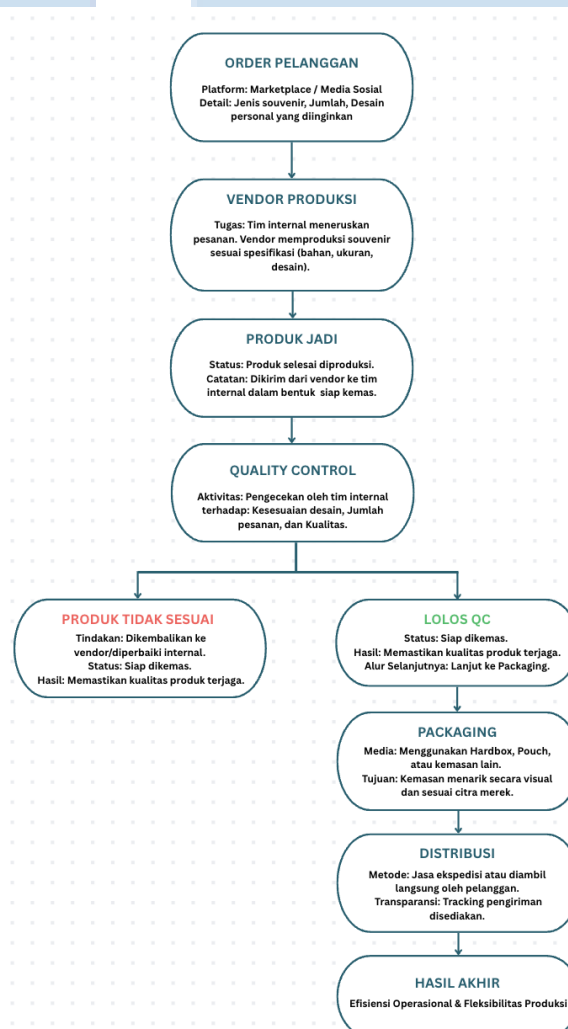 ORDER PELANGGAN
Platform: Marketplace / Media Sosial
Detail: Jenis souvenir, Jumlah, Desain
personal yang diinginkan
VENDOR PRODUKSI
Tugas: Tim internal meneruskan
pesanan. Vendor memproduksi souvenir
sesuai spesifikasi (bahan, ukuran,
desain).
PRODUK JADI
Status: Produk selesai diproduksi.
Catatan: Dikirim dari vendor ke tim
internal dalam bentuk siap kemas.
QUALITY CONTROL
Aktivitas: Pengecekan oleh tim internal
terhadap: Kesesuaian desain, Jumlah
pesanan, dan Kualitas.
PRODUK TIDAK SESUAI
Tindakan: Dikembalikan ke
vendor/diperbaiki internal.
Status: Siap dikemas.
Hasil: Memastikan kualitas produk terjaga.
LOLOS QC
Status: Siap dikemas.
Hasil: Memastikan kualitas produk terjaga.
Alur Selanjutnya: Lanjut ke Packaging.
PACKAGING
Media: Menggunakan Hardbox, Pouch,
atau kemasan lain.
Tujuan: Kemasan menarik secara visual
dan sesuai citra merek.
DISTRIBUSI
Metode: Jasa ekspedisi atau diambil
langsung oleh pelanggan.
Transparansi: Tracking pengiriman
disediakan.
HASIL AKHIR
Efisiensi Operasional & Fleksibilitas Produksi